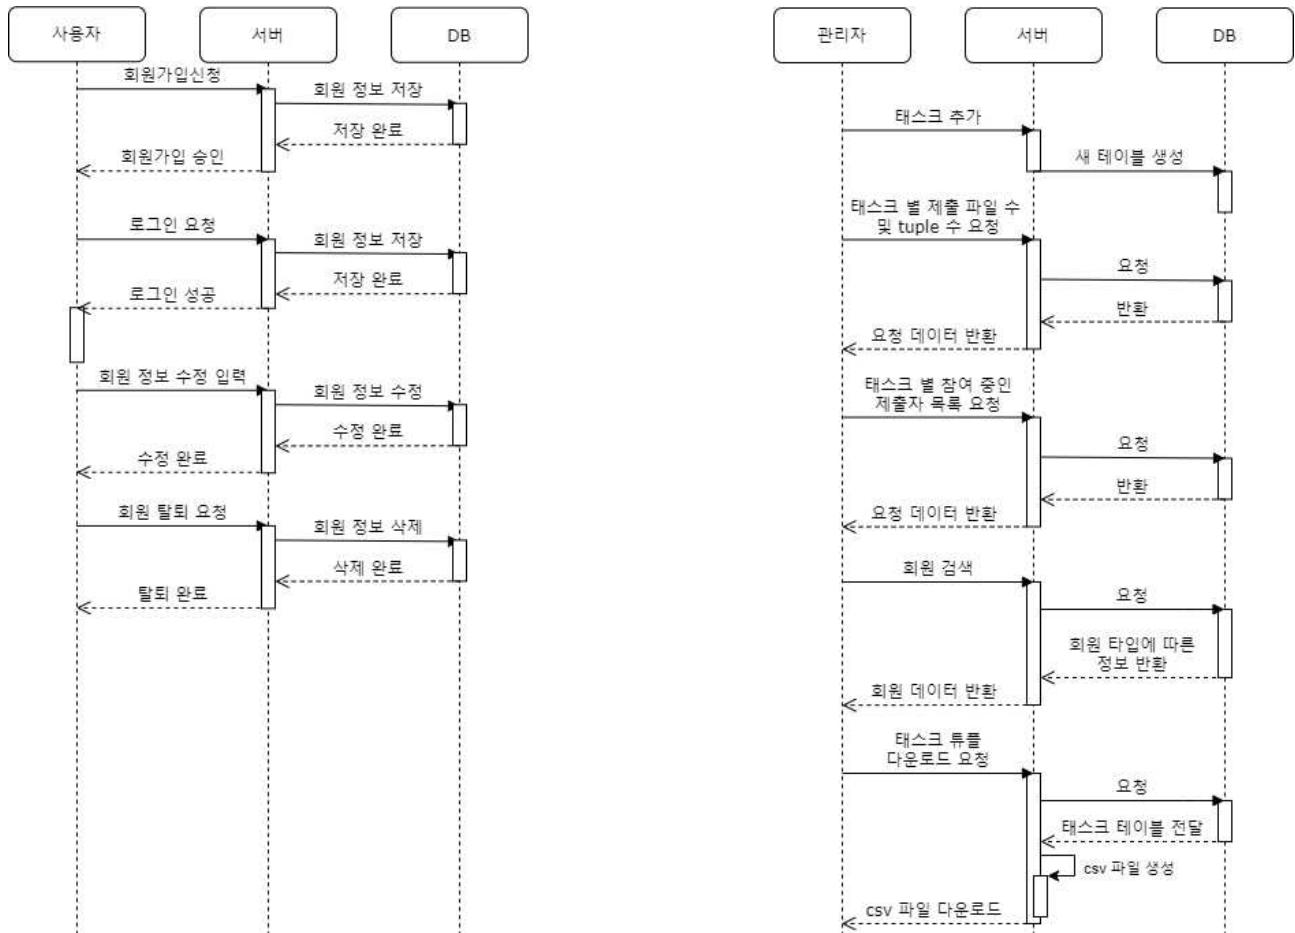 사용자
서버
DB
회원가입신청
회원 정보 저장
저장 완료
회원가입 승인
로그인 요청
회원 정보 저장
저장 완료
로그인 성공
회원 정보 수정 입력
회원 정보 수정
수정 완료
수정 완료
회원 탈퇴 요청
회원 정보 삭제
삭제 완료
탈퇴 완료
관리자
서버
DB
태스크 추가
새 테이블 생성
태스크 별 제출 파일 수
및 tuple 수 요청
요청
반환
요청 데이터 반환
태스크 별 참여 중인
제출자 목록 요청
요청
반환
요청 데이터 반환
회원 검색
요청
회원 타입에 따른
정보 반환
회원 데이터 반환
태스크 튜플
다운로드 요청
요청
태스크 테이블 전달
csv 파일 생성
csv 파일 다운로드